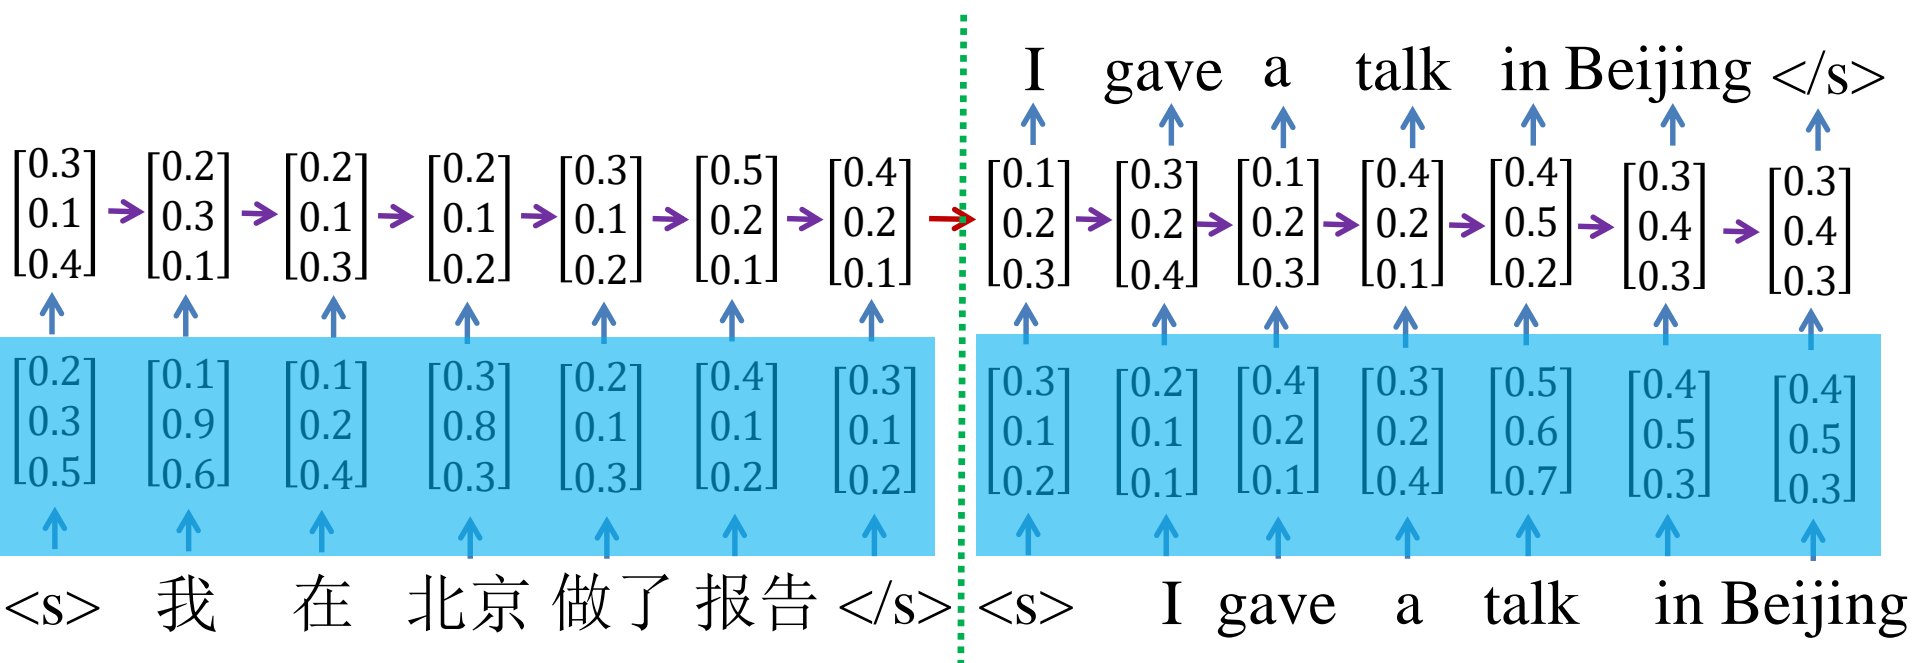 I gave a talk in Beijing </s>
[0.3 0.1 0.4] [0.2 0.3 0.1] [0.2 0.1 0.3] [0.2 0.1 0.2] [0.3 0.1 0.2] [0.5 0.2 0.1] [0.4 0.2 0.1] [0.1 0.2 0.3] [0.3 0.2 0.4] [0.1 0.2 0.3] [0.4 0.2 0.1] [0.4 0.5 0.2] [0.3 0.4 0.3] [0.3 0.4 0.3]
[0.2 0.3 0.5] [0.1 0.9 0.6] [0.1 0.2 0.4] [0.3 0.8 0.3] [0.2 0.1 0.3] [0.4 0.1 0.2] [0.3 0.1 0.2] [0.3 0.1 0.2] [0.2 0.1 0.1] [0.4 0.2 0.1] [0.3 0.2 0.4] [0.5 0.6 0.7] [0.4 0.5 0.3] [0.4 0.5 0.3]
<s> 我 在 北京 做了 报告 </s> <s> I gave a talk in Beijing